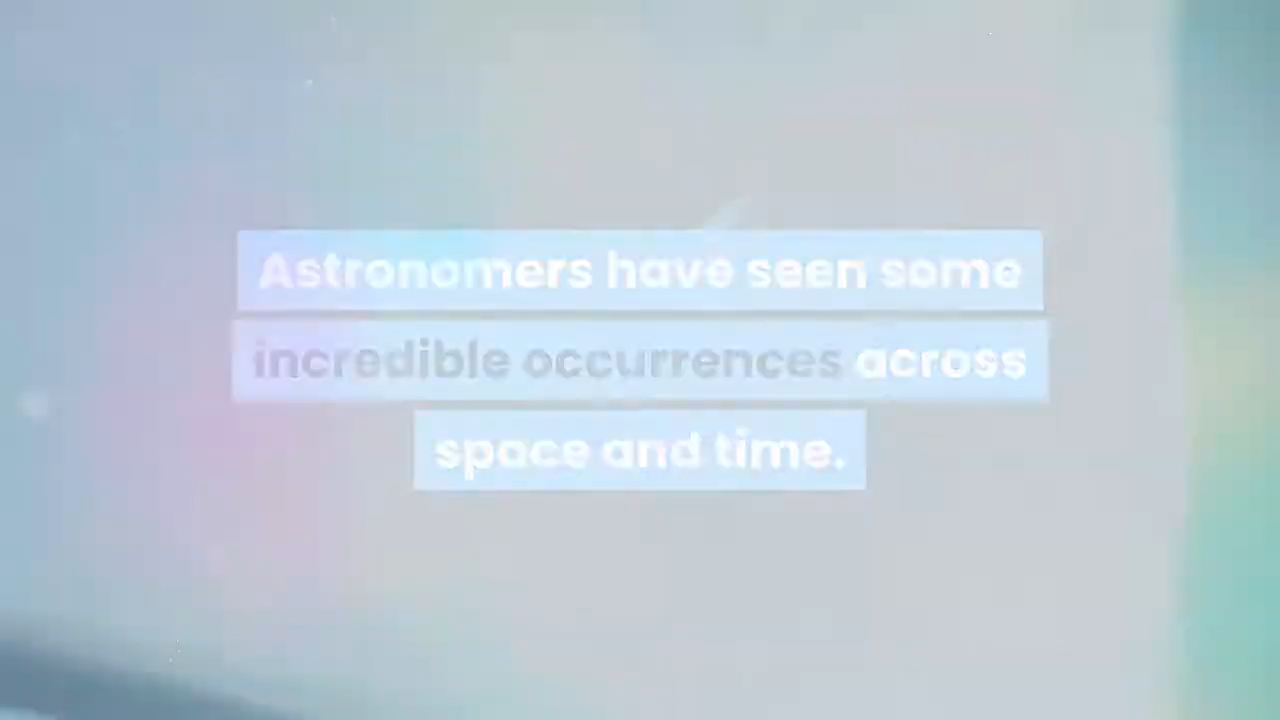 Astronomers have seen some
incredible occurrences across
space and time.